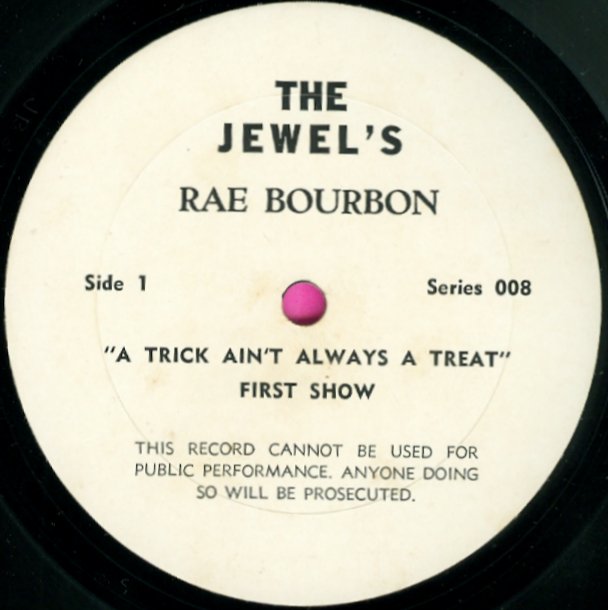 THE
JEWEL'S
RAE BOURBON
Side 1 Series 008
"A TRICK AIN'T ALWAYS A TREAT"
FIRST SHOW
THIS RECORD CANNOT BE USED FOR
PUBLIC PERFORMANCE. ANYONE DOING
SO WILL BE PROSECUTED.